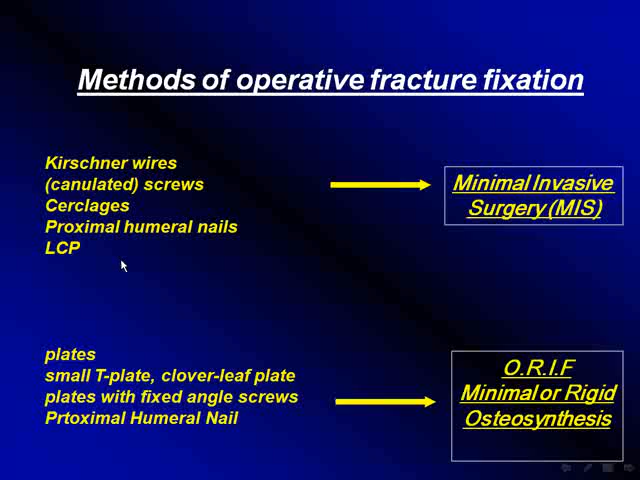 Methods of operative fracture fixation
Kirschner wires
(canulated) screws
Cerclages
Proximal humeral nails
LCP
Minimal Invasive
Surgery (MIS)
plates
small T-plate, clover-leaf plate
plates with fixed angle screws
Prtoximal Humeral Nail
O.R.I.F
Minimal or Rigid
Osteosynthesis